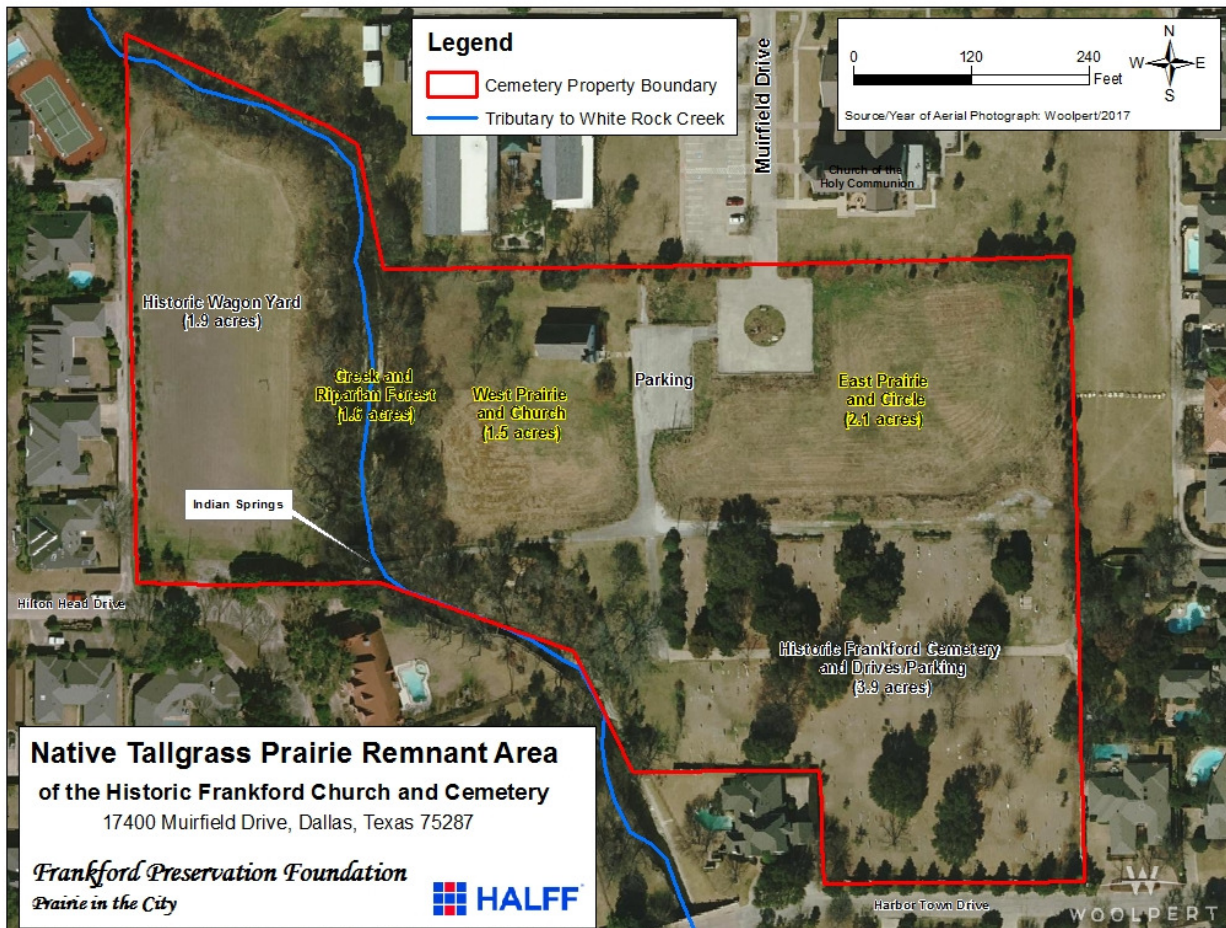 Legend
Cemetery Property Boundary
Tributary to White Rock Creek
Muirfield Drive
0 120 240
Feet
N
W E
S
Source/Year of Aerial Photograph: Woolpert/2017
Church of the
Holy Communion
Historic Wagon Yard
(1.9 acres)
Creek and
Riparian Forest
(1.6 acres)
West Prairie
and Church
(1.5 acres)
Parking
East Prairie
and Circle
(2.1 acres)
Indian Springs
Hilton Head Drive
Historic Frankford Cemetery
and Drives/Parking
(3.9 acres)
Native Tallgrass Prairie Remnant Area
of the Historic Frankford Church and Cemetery
17400 Muirfield Drive, Dallas, Texas 75287
Frankford Preservation Foundation
Prairie in the City
HALFF
Harbor Town Drive
WOOLPERT